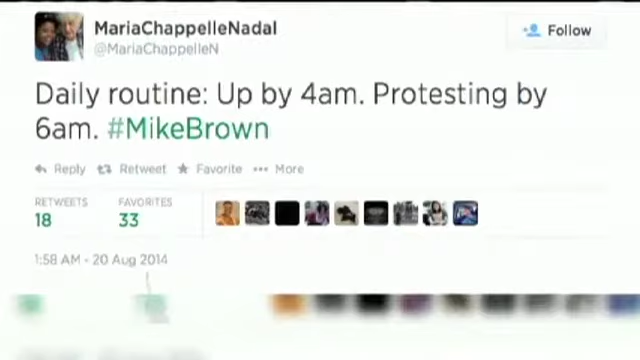 MariaChappelleNadal
@MariaChappelleN
Follow
Daily routine: Up by 4am. Protesting by
6am. #MikeBrown
Reply Retweet Favorite More
RETWEETS FAVORITES
18 33
1:58 AM - 20 Aug 2014